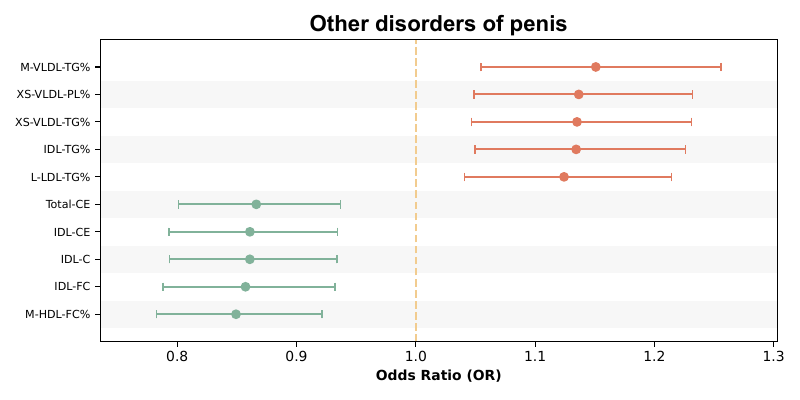 Other disorders of penis
M-VLDL-TG%
XS-VLDL-PL%
XS-VLDL-TG%
IDL-TG%
L-LDL-TG%
Total-CE
IDL-CE
IDL-C
IDL-FC
M-HDL-FC%
0.8 0.9 1.0 1.1 1.2 1.3
Odds Ratio (OR)